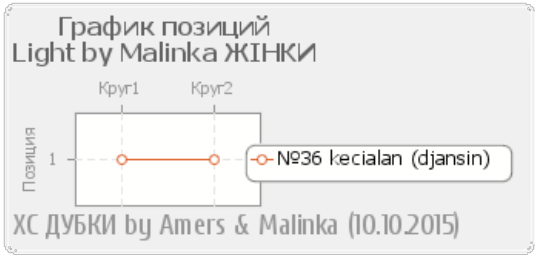 График позиций
Light by Malinka ЖІНКИ
Круг1 Круг2
Позиция
1
№36 kecialan (djansin)
ХС ДУБКИ by Amers & Malinka (10.10.2015)